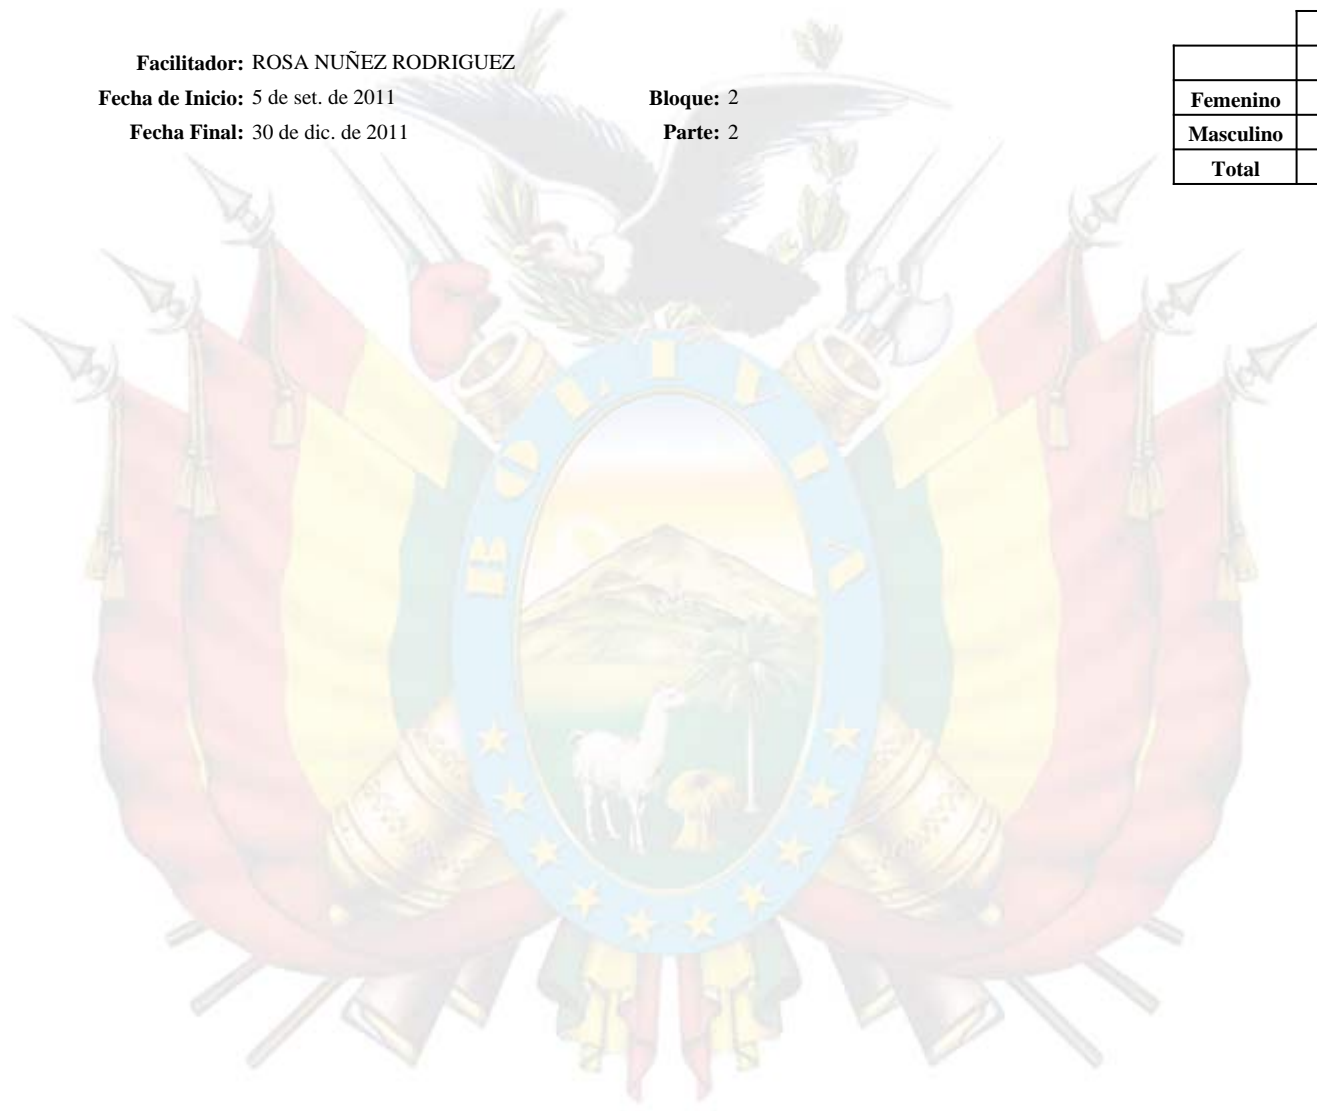 Facilitador: ROSA NUÑEZ RODRIGUEZ
Fecha de Inicio: 5 de set. de 2011 Bloque: 2
Fecha Final: 30 de dic. de 2011 Parte: 2
Femenino
Masculino
Total
BOLIVIA